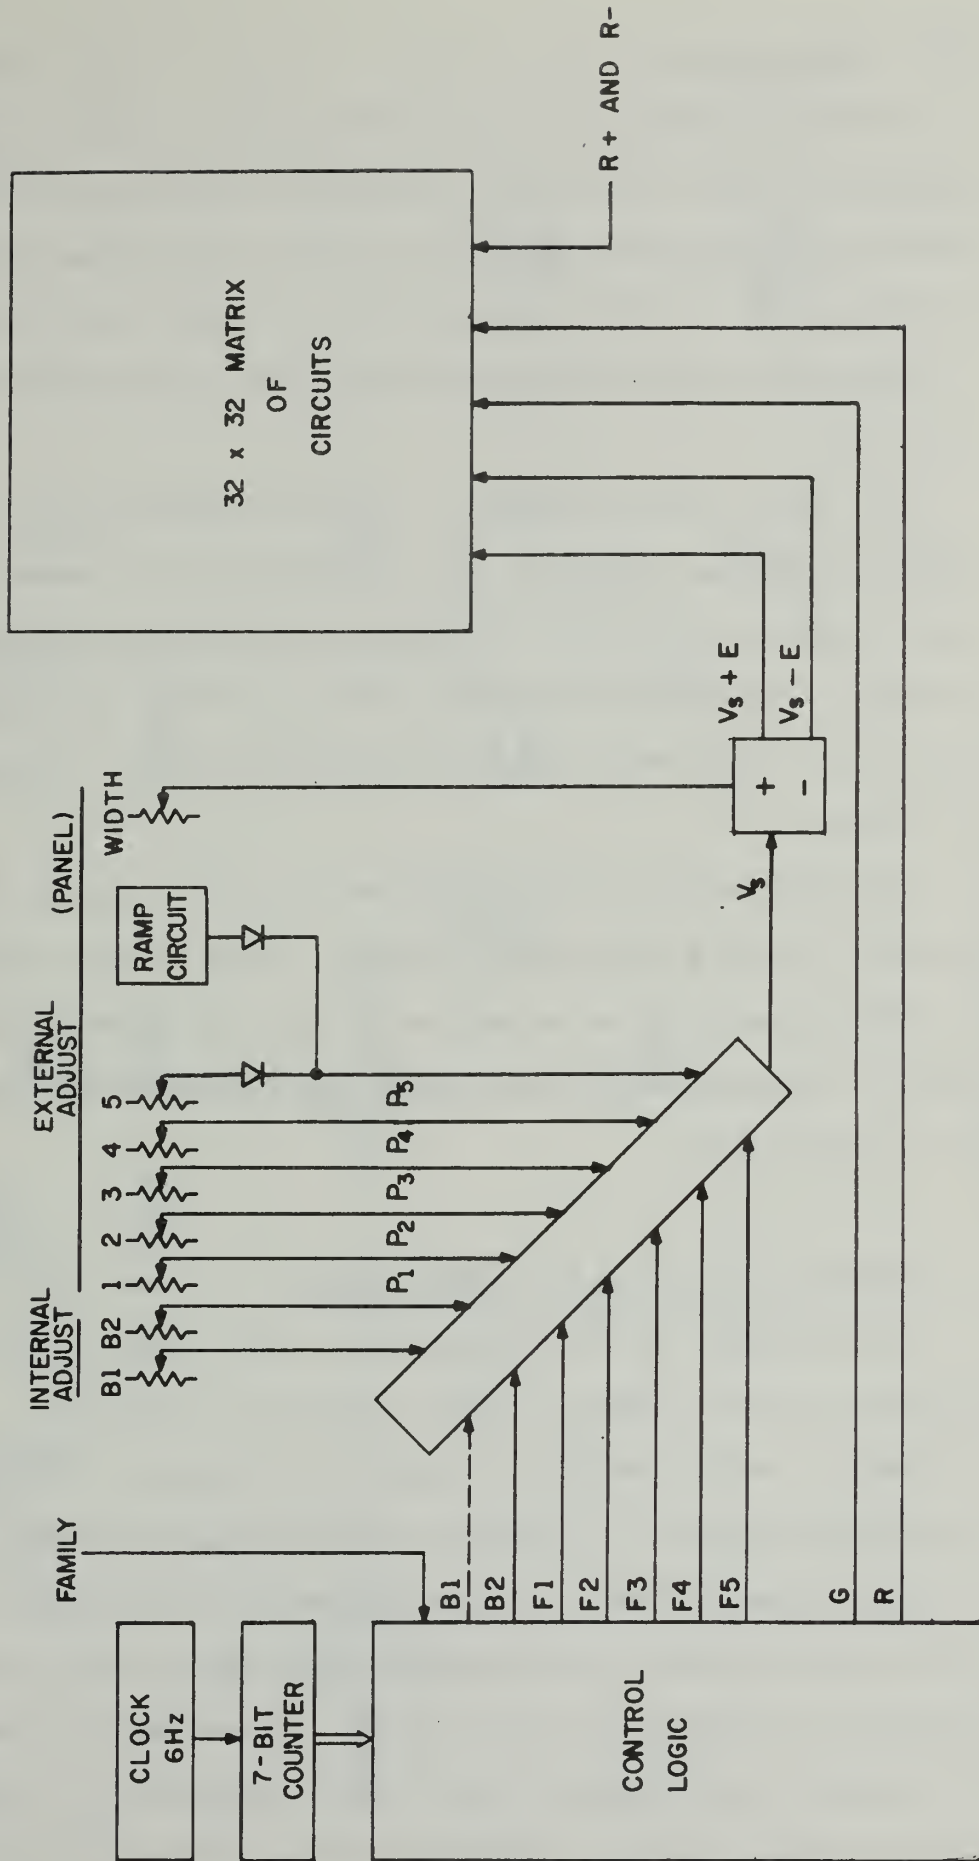 CLOCK
6Hz
7-BIT
COUNTER
CONTROL
LOGIC
FAMILY
B1
B2
F1
F2
F3
F4
F5
G
R
INTERNAL
ADJUST
EXTERNAL
ADJUST
(PANEL)
B1
B2
1
2
3
4
5
P1
P2
P3
P4
P5
RAMP
CIRCUIT
WIDTH
Vs
+
-
Vs + E
Vs - E
32 x 32 MATRIX
OF
CIRCUITS
R+ AND R-